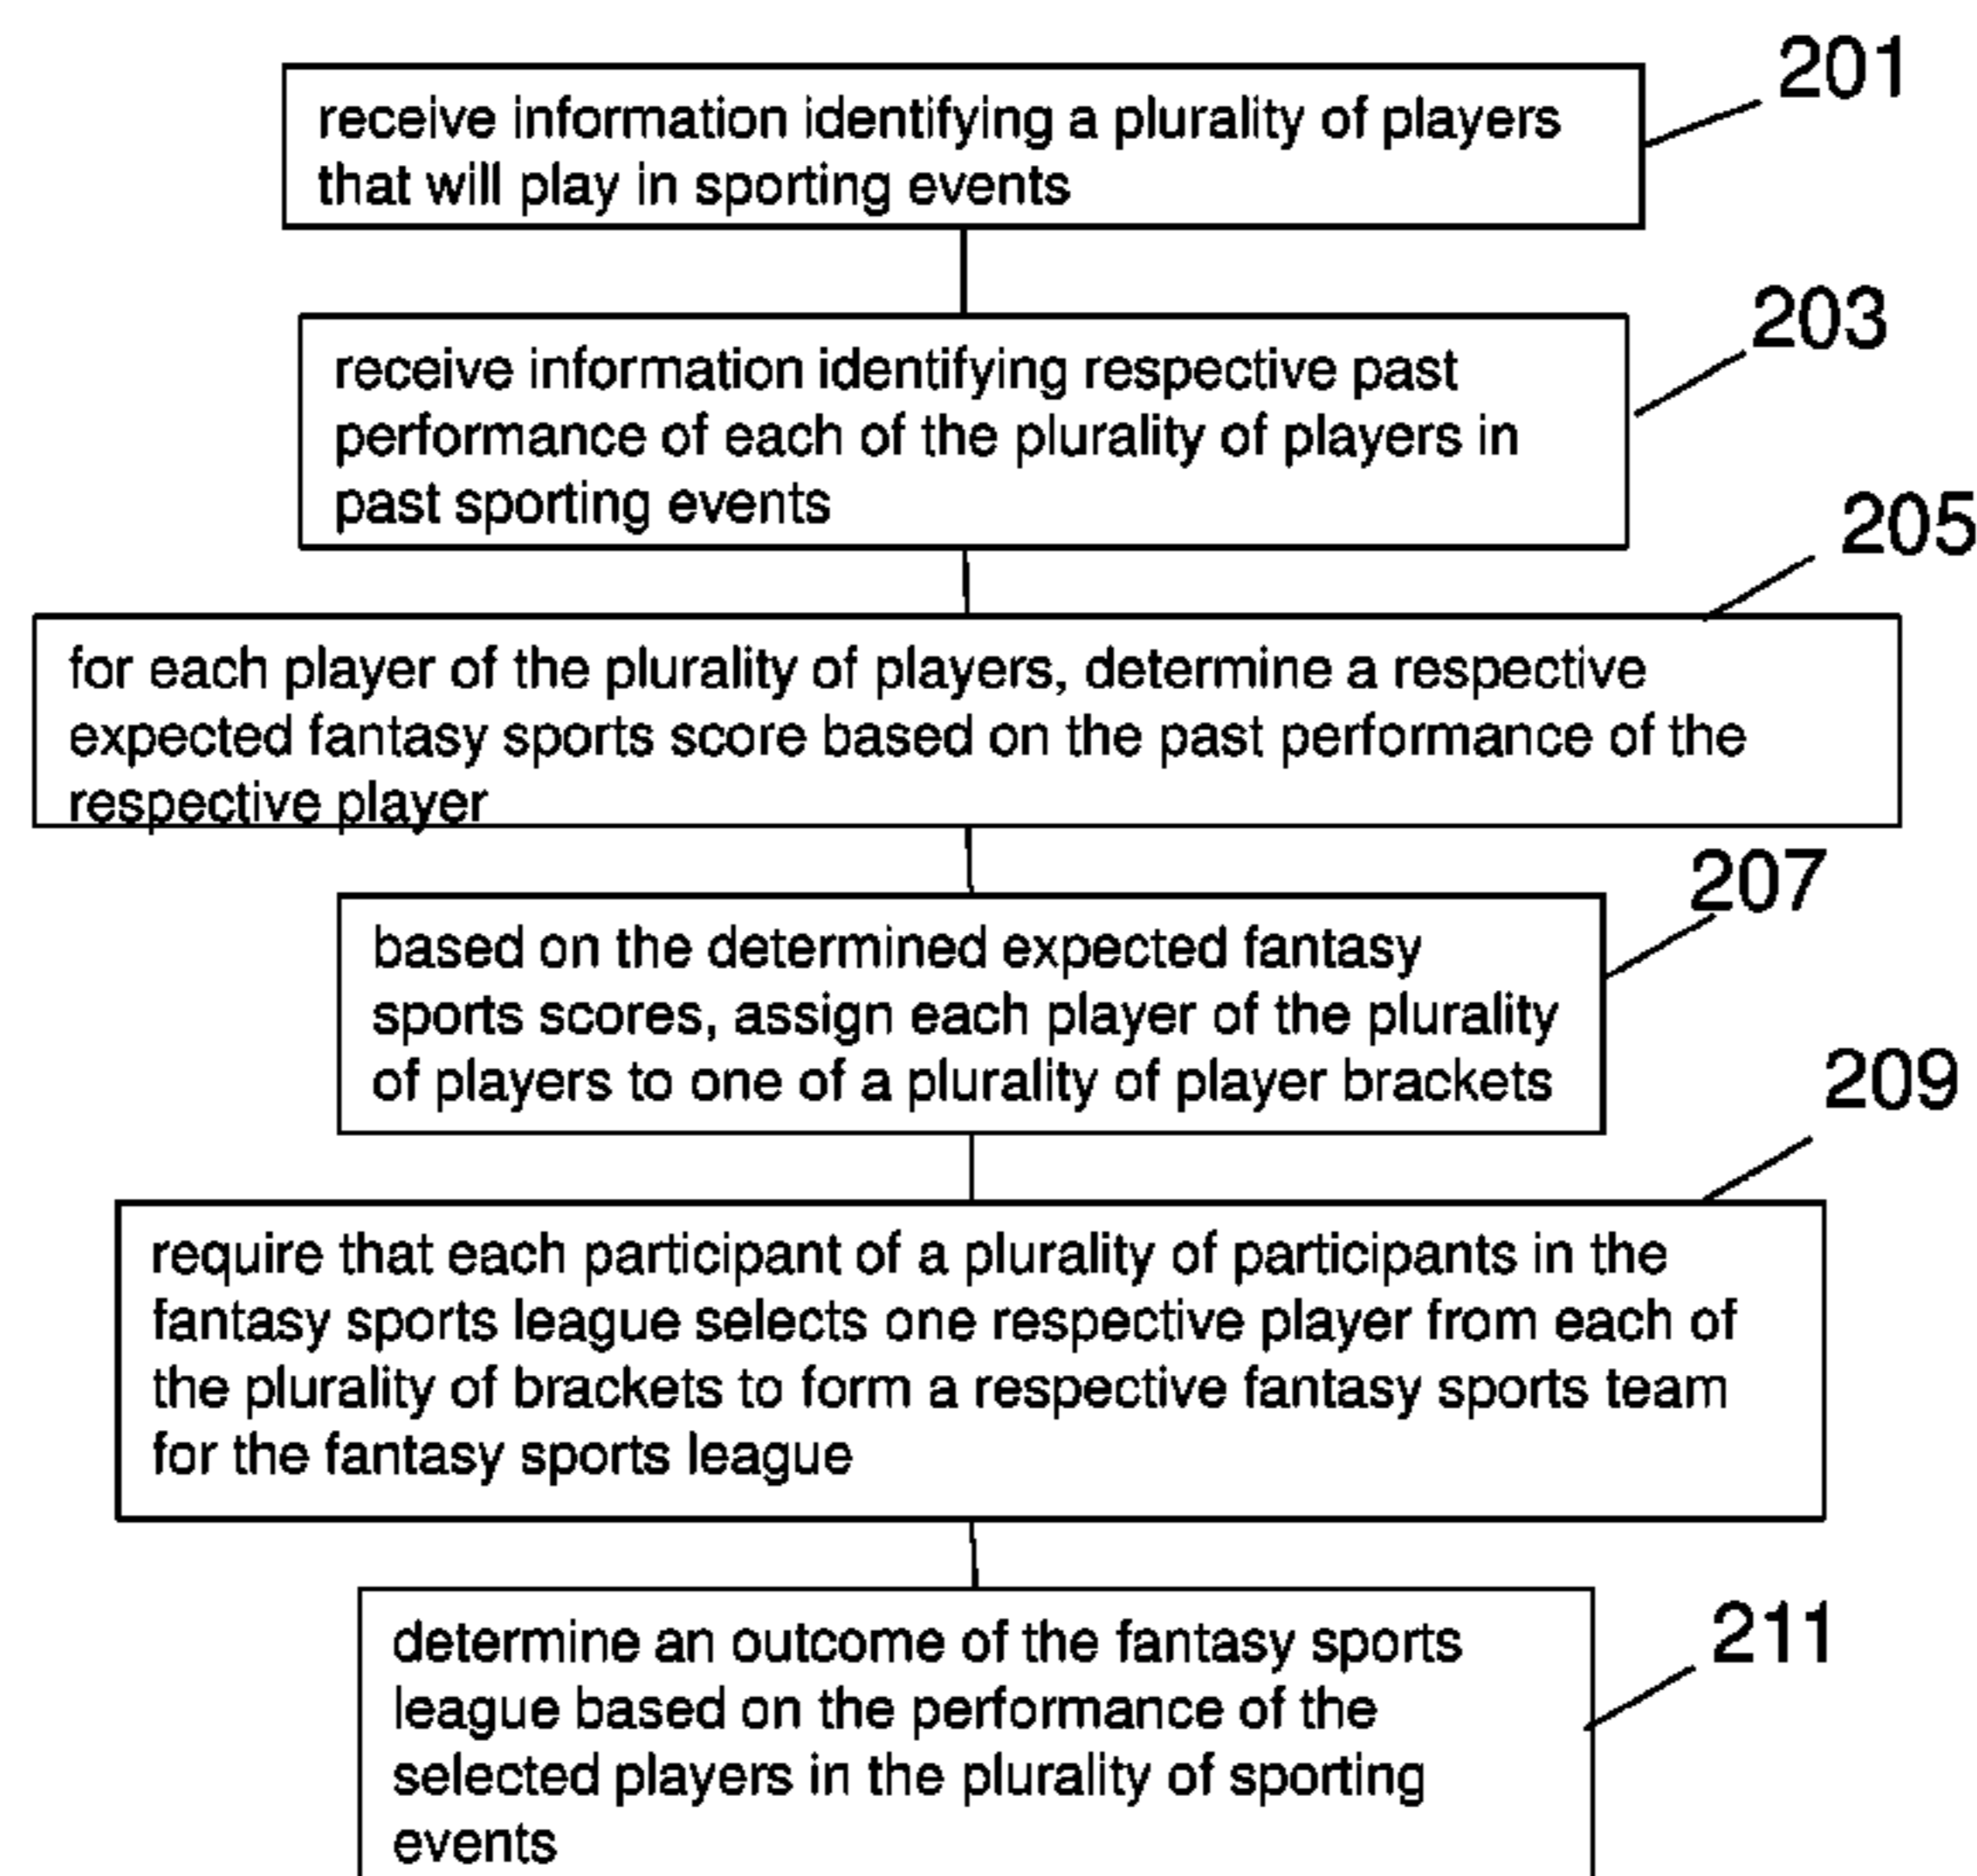 201
receive information identifying a plurality of players
that will play in sporting events
203
receive information identifying respective past
performance of each of the plurality of players in
past sporting events
205
for each player of the plurality of players, determine a respective
expected fantasy sports score based on the past performance of the
respective player
207
based on the determined expected fantasy
sports scores, assign each player of the plurality
of players to one of a plurality of player brackets
209
require that each participant of a plurality of participants in the
fantasy sports league selects one respective player from each of
the plurality of brackets to form a respective fantasy sports team
for the fantasy sports league
211
determine an outcome of the fantasy sports
league based on the performance of the
selected players in the plurality of sporting
events